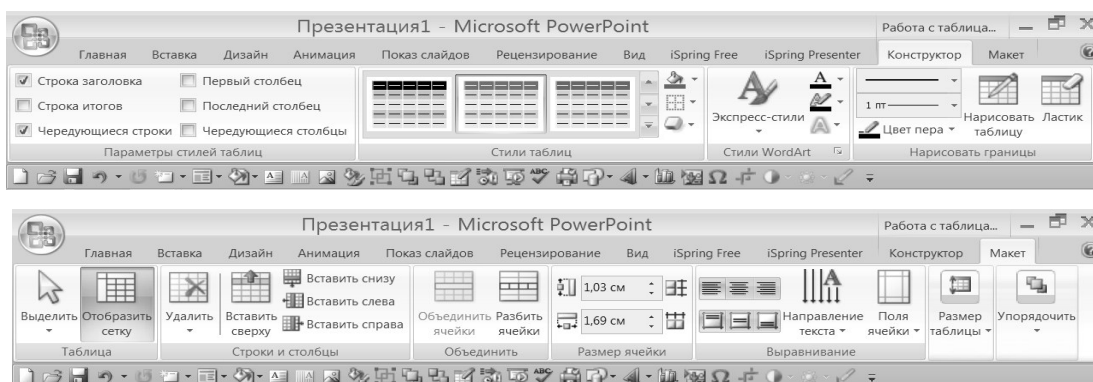 Презентация1 - Microsoft PowerPoint
Работа с таблица...
Главная Вставка Дизайн Анимация Показ слайдов Рецензирование Вид iSpring Free iSpring Presenter Конструктор Макет
Строка заголовка Первый столбец
Строка итогов Последний столбец
Чередующиеся строки Чередующиеся столбцы
Параметры стилей таблиц
Стили таблиц
Экспресс-стили
Стили WordArt
1 пт
Цвет пера
Нарисовать таблицу
Ластик
Нарисовать границы
Презентация1 - Microsoft PowerPoint
Работа с таблица...
Главная Вставка Дизайн Анимация Показ слайдов Рецензирование Вид iSpring Free iSpring Presenter Конструктор Макет
Выделить
Отобразить
сетку
Таблица
Удалить
Вставить
сверху
Вставить снизу
Вставить слева
Вставить справа
Строки и столбцы
Объединить
ячейки
Разбить
ячейки
Объединить
1,03 см
1,69 см
Размер ячейки
Направление
текста
Поля
ячейки
Выравнивание
Размер
таблицы
Упорядочить